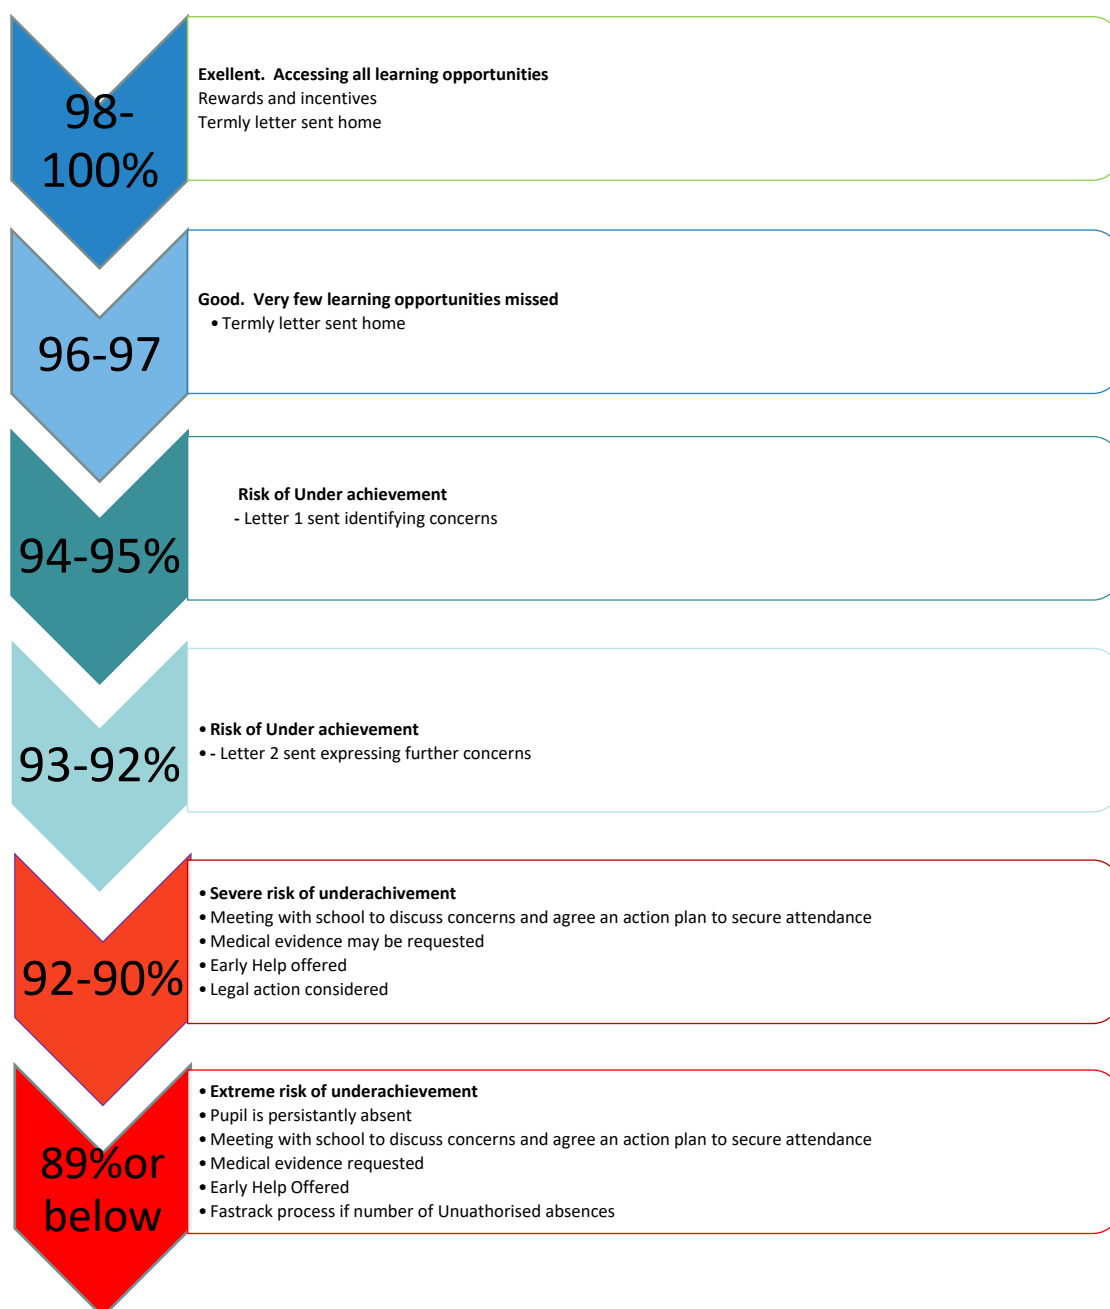 98-
100%
Exellent.  Accessing all learning opportunities
Rewards and incentives
Termly letter sent home
96-97
Good.  Very few learning opportunities missed
• Termly letter sent home
94-95%
Risk of Under achievement
- Letter 1 sent identifying concerns
93-92%
• Risk of Under achievement
• - Letter 2 sent expressing further concerns
92-90%
• Severe risk of underachivement
• Meeting with school to discuss concerns and agree an action plan to secure attendance
• Medical evidence may be requested
• Early Help offered
• Legal action considered
89%or
below
• Extreme risk of underachievement
• Pupil is persistantly absent
• Meeting with school to discuss concerns and agree an action plan to secure attendance
• Medical evidence requested
• Early Help Offered
• Fastrack process if number of Unuathorised absences